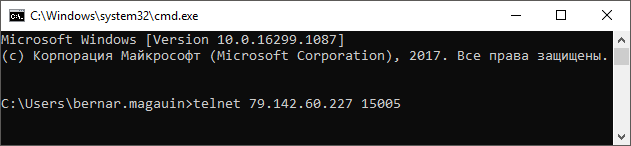 C:\Windows\system32\cmd.exe
Microsoft Windows [Version 10.0.16299.1087]
(c) Корпорация Майкрософт (Microsoft Corporation), 2017. Все права защищены.
C:\Users\bernar.magauin>telnet 79.142.60.227 15005